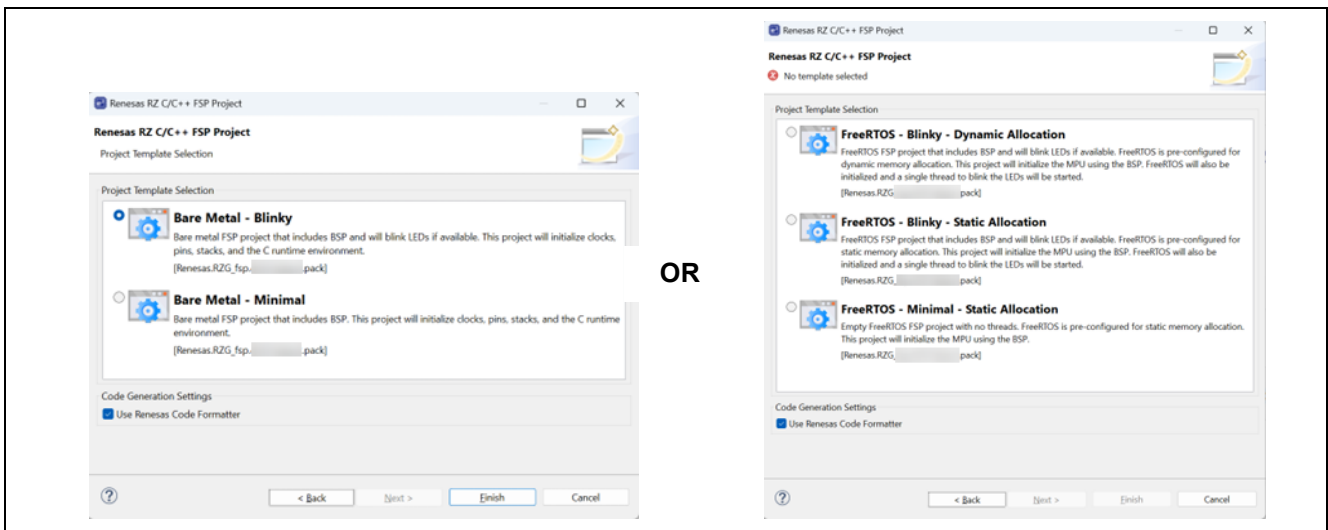 Renesas RZ C/C++ FSP Project
Renesas RZ C/C++ FSP Project
Project Template Selection
Project Template Selection
Bare Metal - Blinky
Bare metal FSP project that includes BSP and will blink LEDs if available. This project will initialize clocks,
pins, stacks, and the C runtime environment.
[Renesas.RZG_fsp. .pack]
Bare Metal - Minimal
Bare metal FSP project that includes BSP. This project will initialize clocks, pins, stacks, and the C runtime
environment.
[Renesas.RZG_fsp. .pack]
Code Generation Settings
Use Renesas Code Formatter
< Back Next > Finish Cancel
OR
Renesas RZ C/C++ FSP Project
Renesas RZ C/C++ FSP Project
No template selected
Project Template Selection
FreeRTOS - Blinky - Dynamic Allocation
FreeRTOS FSP project that includes BSP and will blink LEDs if available. FreeRTOS is pre-configured for
dynamic memory allocation. This project will initialize the MPU using the BSP. FreeRTOS will also be
initialized and a single thread to blink the LEDs will be started.
[Renesas.RZG_ pack]
FreeRTOS - Blinky - Static Allocation
FreeRTOS FSP project that includes BSP and will blink LEDs if available. FreeRTOS is pre-configured for
static memory allocation. This project will initialize the MPU using the BSP. FreeRTOS will also be
initialized and a single thread to blink the LEDs will be started.
[Renesas.RZG_ pack]
FreeRTOS - Minimal - Static Allocation
Empty FreeRTOS FSP project with no threads. FreeRTOS is pre-configured for static memory allocation.
This project will initialize the MPU using the BSP.
[Renesas.RZG_ pack]
Code Generation Settings
Use Renesas Code Formatter
< Back Next > Finish Cancel